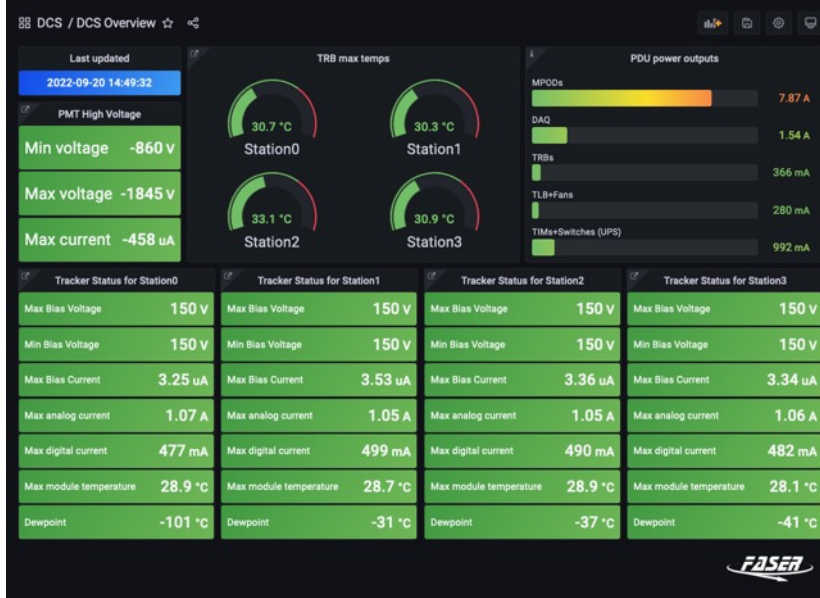 DCS / DCS Overview
Last updated
2022-09-20 14:49:32
PMT High Voltage
Min voltage -860 V
Max voltage -1845 V
Max current -458 uA
TRB max temps
30.7 °C
Station0
30.3 °C
Station1
33.1 °C
Station2
30.9 °C
Station3
PDU power outputs
MPODs
7.87 A
DAQ
1.54 A
TRBs
366 mA
TLB+Fans
280 mA
TIMs+Switches (UPS)
992 mA
Tracker Status for Station0
Max Bias Voltage 150 V
Min Bias Voltage 150 V
Max Bias Current 3.25 uA
Max analog current 1.07 A
Max digital current 477 mA
Max module temperature 28.9 °C
Dewpoint -101 °C
Tracker Status for Station1
Max Bias Voltage 150 V
Min Bias Voltage 150 V
Max Bias Current 3.53 uA
Max analog current 1.05 A
Max digital current 499 mA
Max module temperature 28.7 °C
Dewpoint -31 °C
Tracker Status for Station2
Max Bias Voltage 150 V
Min Bias Voltage 150 V
Max Bias Current 3.36 uA
Max analog current 1.05 A
Max digital current 490 mA
Max module temperature 28.9 °C
Dewpoint -37 °C
Tracker Status for Station3
Max Bias Voltage 150 V
Min Bias Voltage 150 V
Max Bias Current 3.34 uA
Max analog current 1.06 A
Max digital current 482 mA
Max module temperature 28.1 °C
Dewpoint -41 °C
FASER